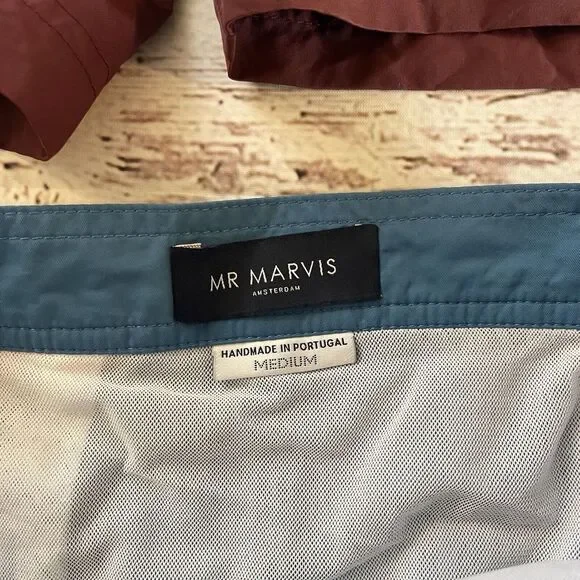 MR MARVIS
AMSTERDAM
HANDMADE IN PORTUGAL
MEDIUM